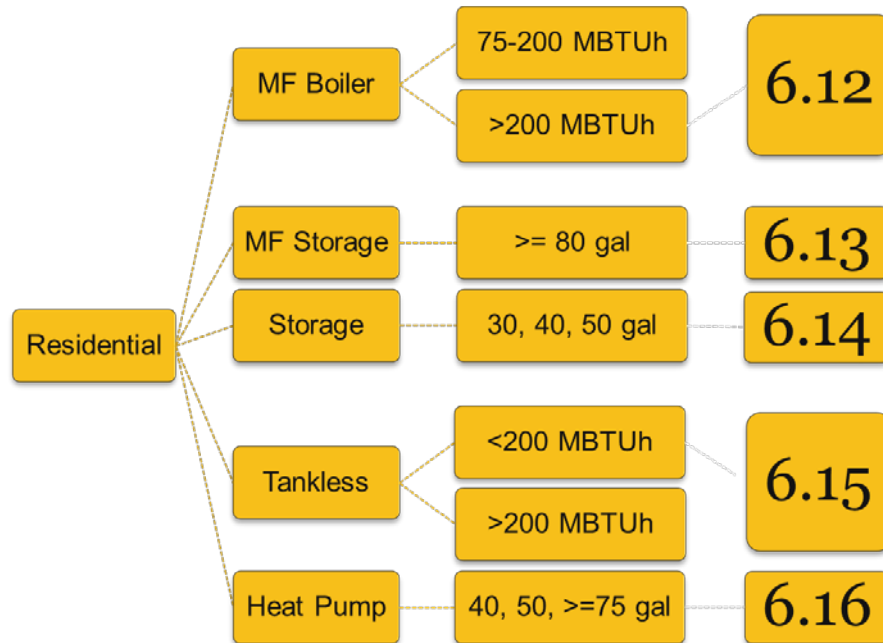 75-200 MBTUh
MF Boiler
6.12
>200 MBTUh
MF Storage
>= 80 gal
6.13
Storage
30, 40, 50 gal
6.14
Residential
<200 MBTUh
Tankless
6.15
>200 MBTUh
Heat Pump
40, 50, >=75 gal
6.16